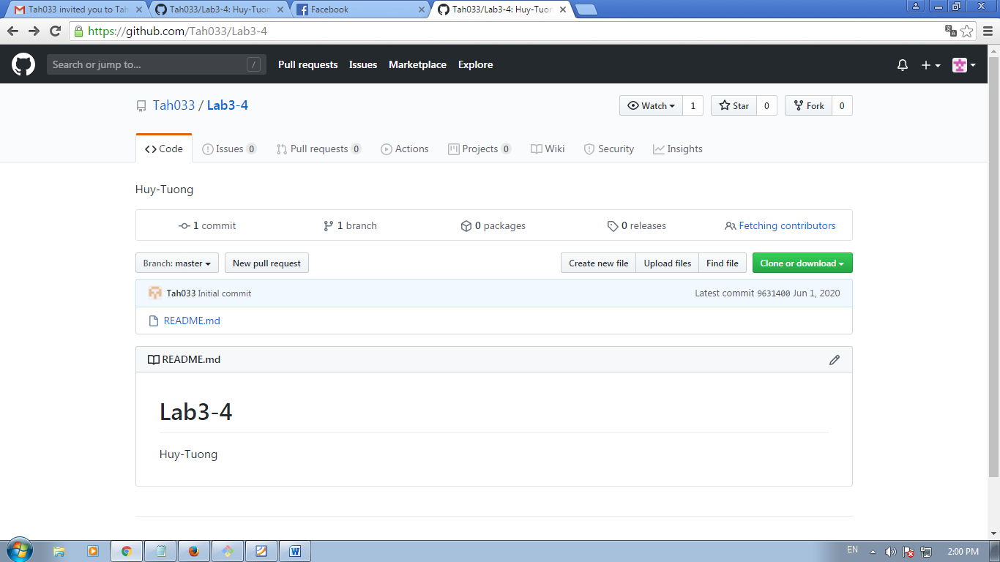 Tah033 invited you to Tah
Tah033/Lab3-4: Huy-Tuon
Facebook
Tah033/Lab3-4: Huy-Tuon
https://github.com/Tah033/Lab3-4
Search or jump to... /
Pull requests Issues Marketplace Explore
Tah033 / Lab3-4
Watch 1 Star 0 Fork 0
Code Issues 0 Pull requests 0 Actions Projects 0 Wiki Security Insights
Huy-Tuong
1 commit 1 branch 0 packages 0 releases Fetching contributors
Branch: master New pull request Create new file Upload files Find file Clone or download
Tah033 Initial commit Latest commit 9631400 Jun 1, 2020
README.md
README.md
Lab3-4
Huy-Tuong
EN 2:00 PM